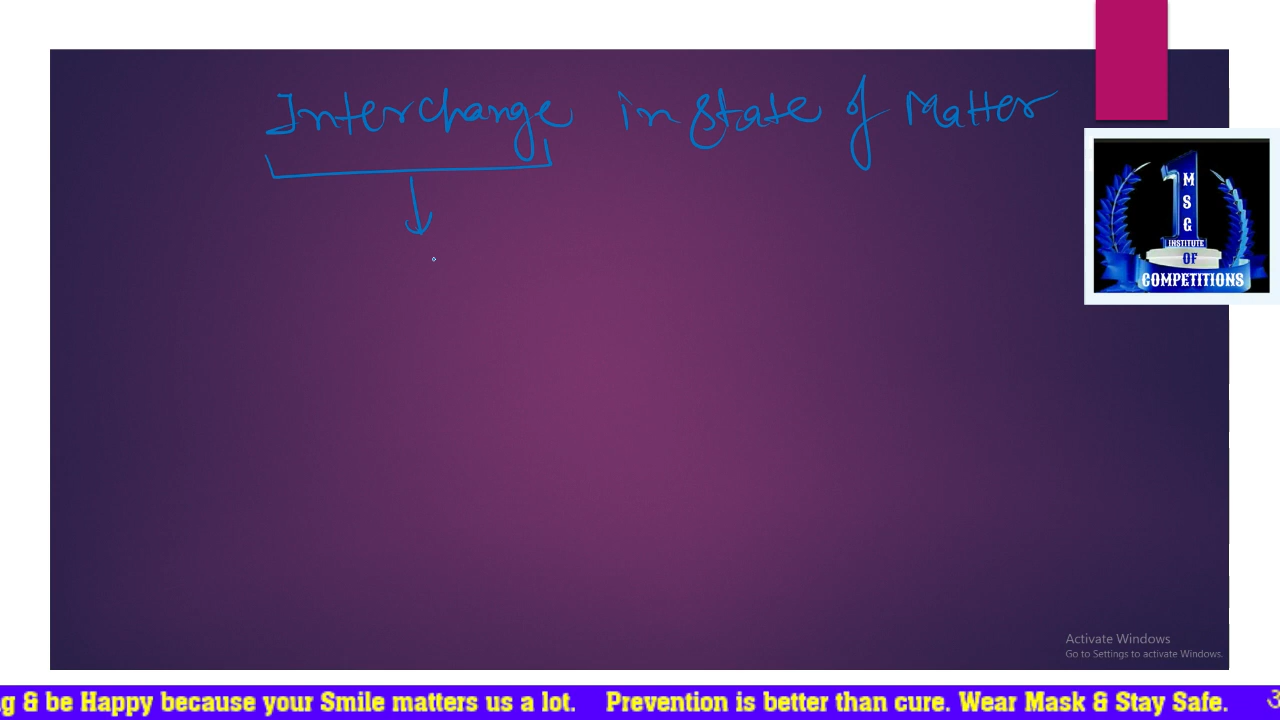 Interchange in state of Matter
M
S
G
INSTITUTE
OF
COMPETITIONS
Activate Windows
Go to Settings to activate Windows.
g & be Happy because your Smile matters us a lot. Prevention is better than cure. Wear Mask & Stay Safe. 3